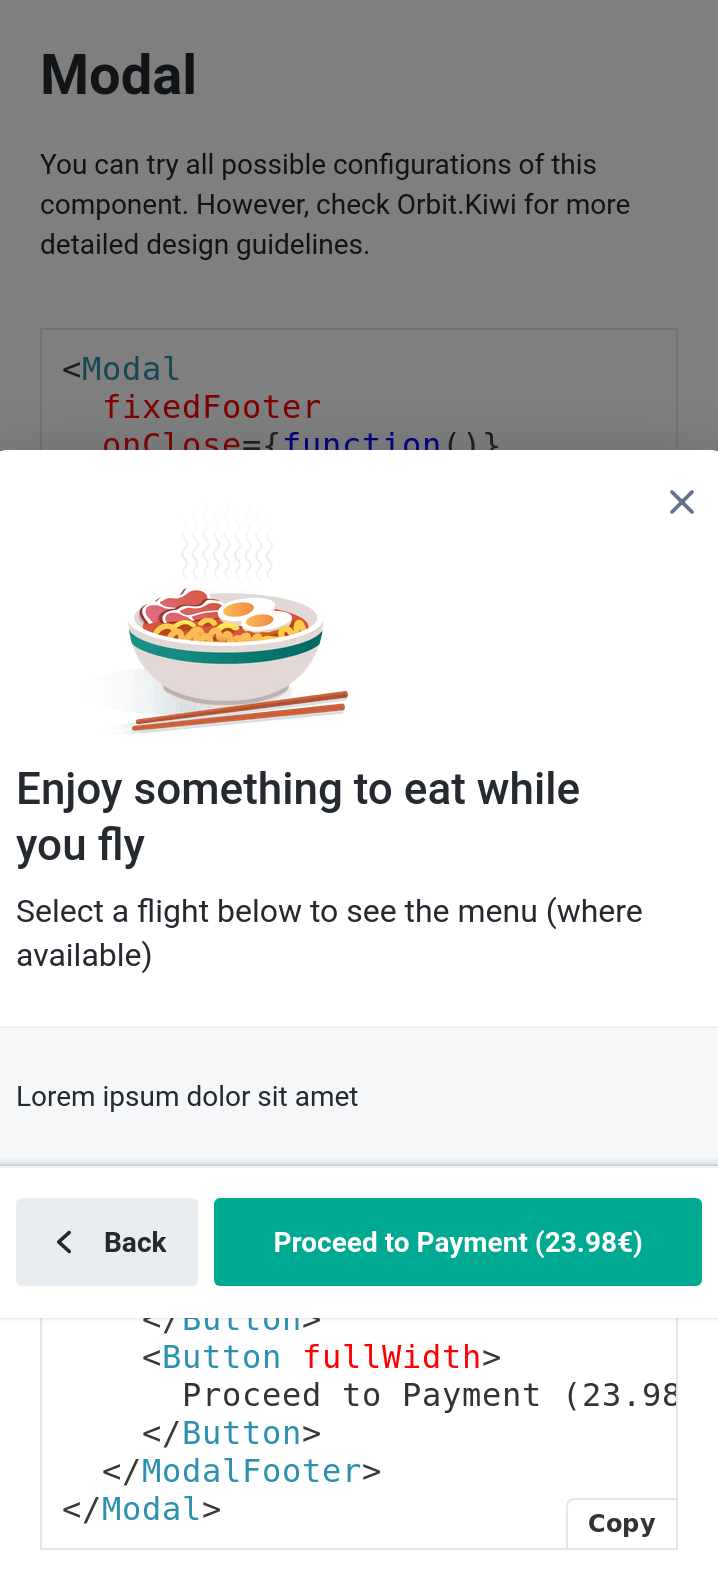 Modal
You can try all possible configurations of this
component. However, check Orbit.Kiwi for more
detailed design guidelines.
<Modal
fixedFooter
onClose={function()}
Enjoy something to eat while
you fly
Select a flight below to see the menu (where
available)
Lorem ipsum dolor sit amet
Back
Proceed to Payment (23.98€)
</Button>
<Button fullWidth>
Proceed to Payment (23.98
</Button>
</ModalFooter>
</Modal>
Copy